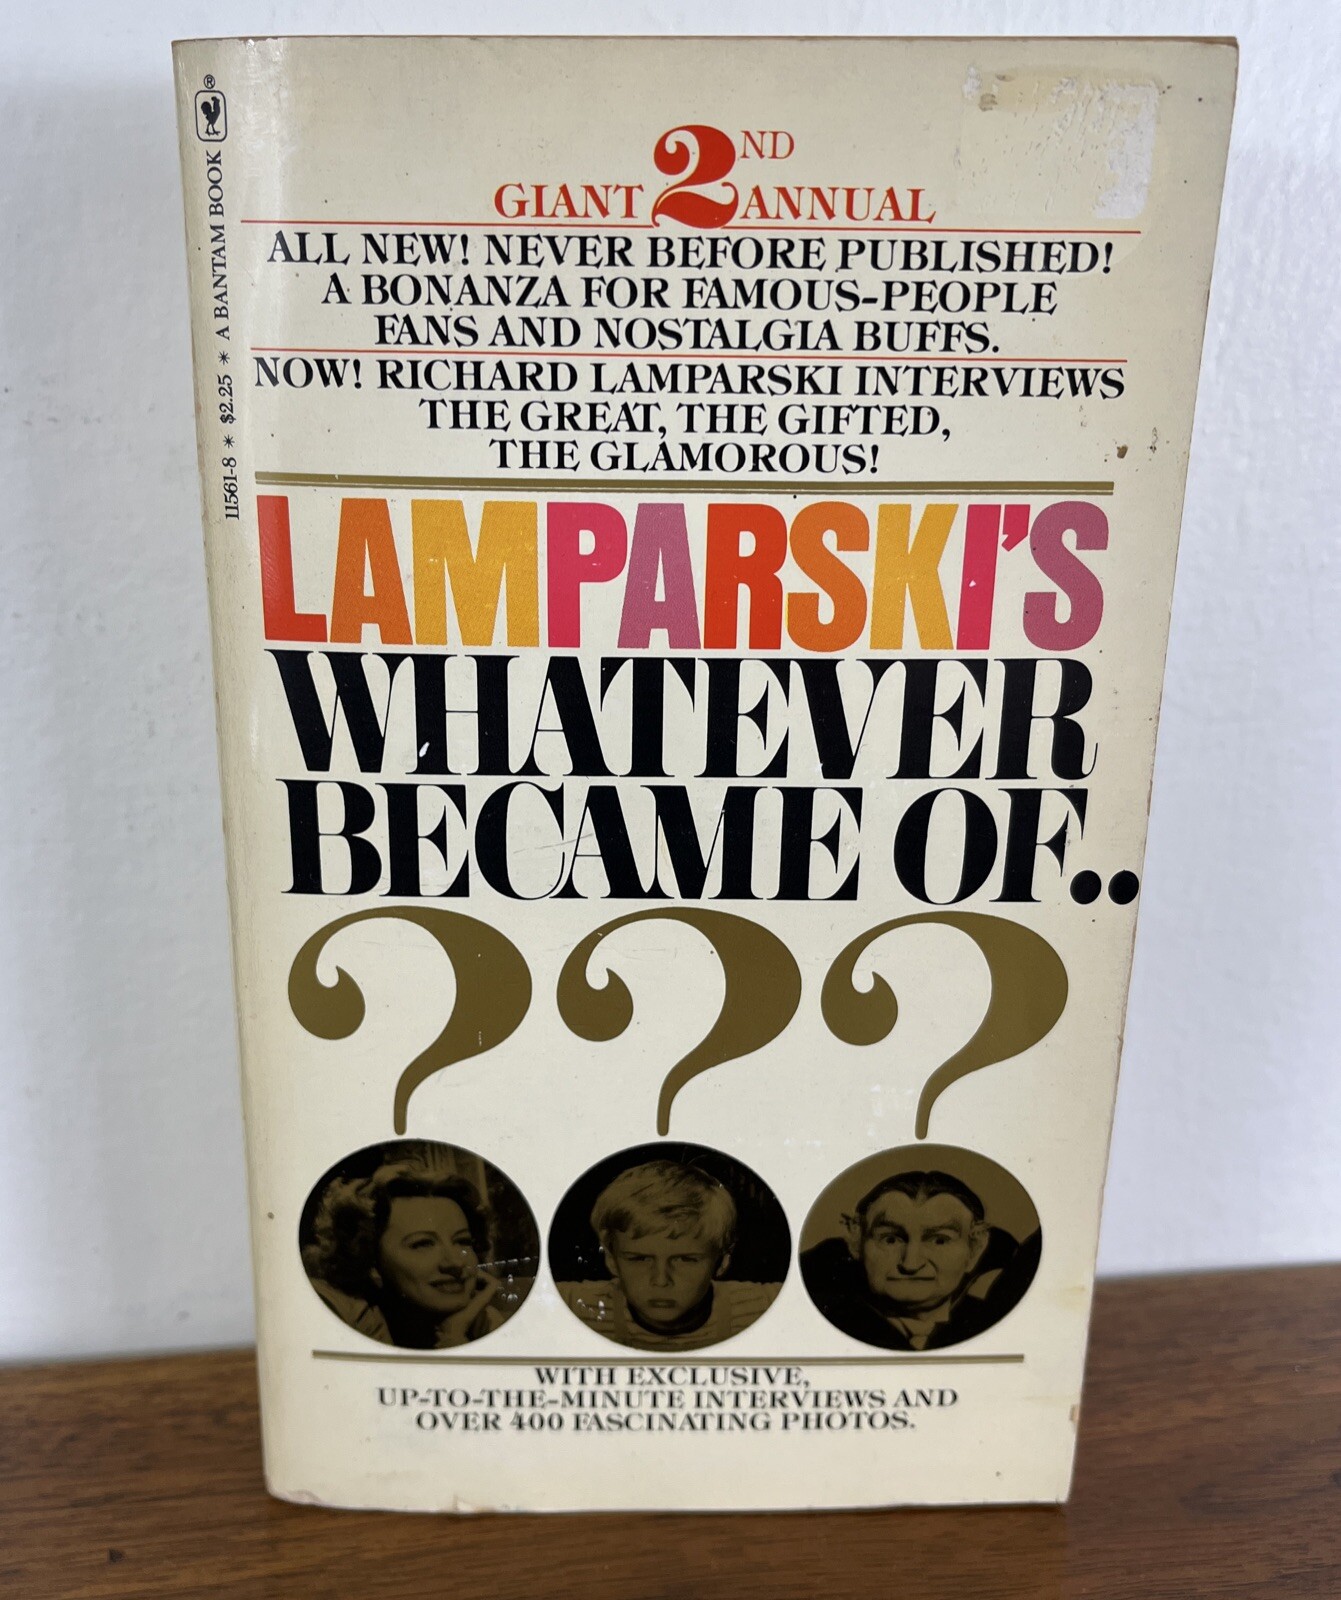 11561-8 * $2.25 * A BANTAM BOOK ®
2ND
GIANT ANNUAL
ALL NEW! NEVER BEFORE PUBLISHED!
A BONANZA FOR FAMOUS-PEOPLE
FANS AND NOSTALGIA BUFFS.
NOW! RICHARD LAMPARSKI INTERVIEWS
THE GREAT, THE GIFTED,
THE GLAMOROUS!
LAMPARSKI'S
WHATEVER
BECAME OF..
???
WITH EXCLUSIVE,
UP-TO-THE-MINUTE INTERVIEWS AND
OVER 400 FASCINATING PHOTOS.